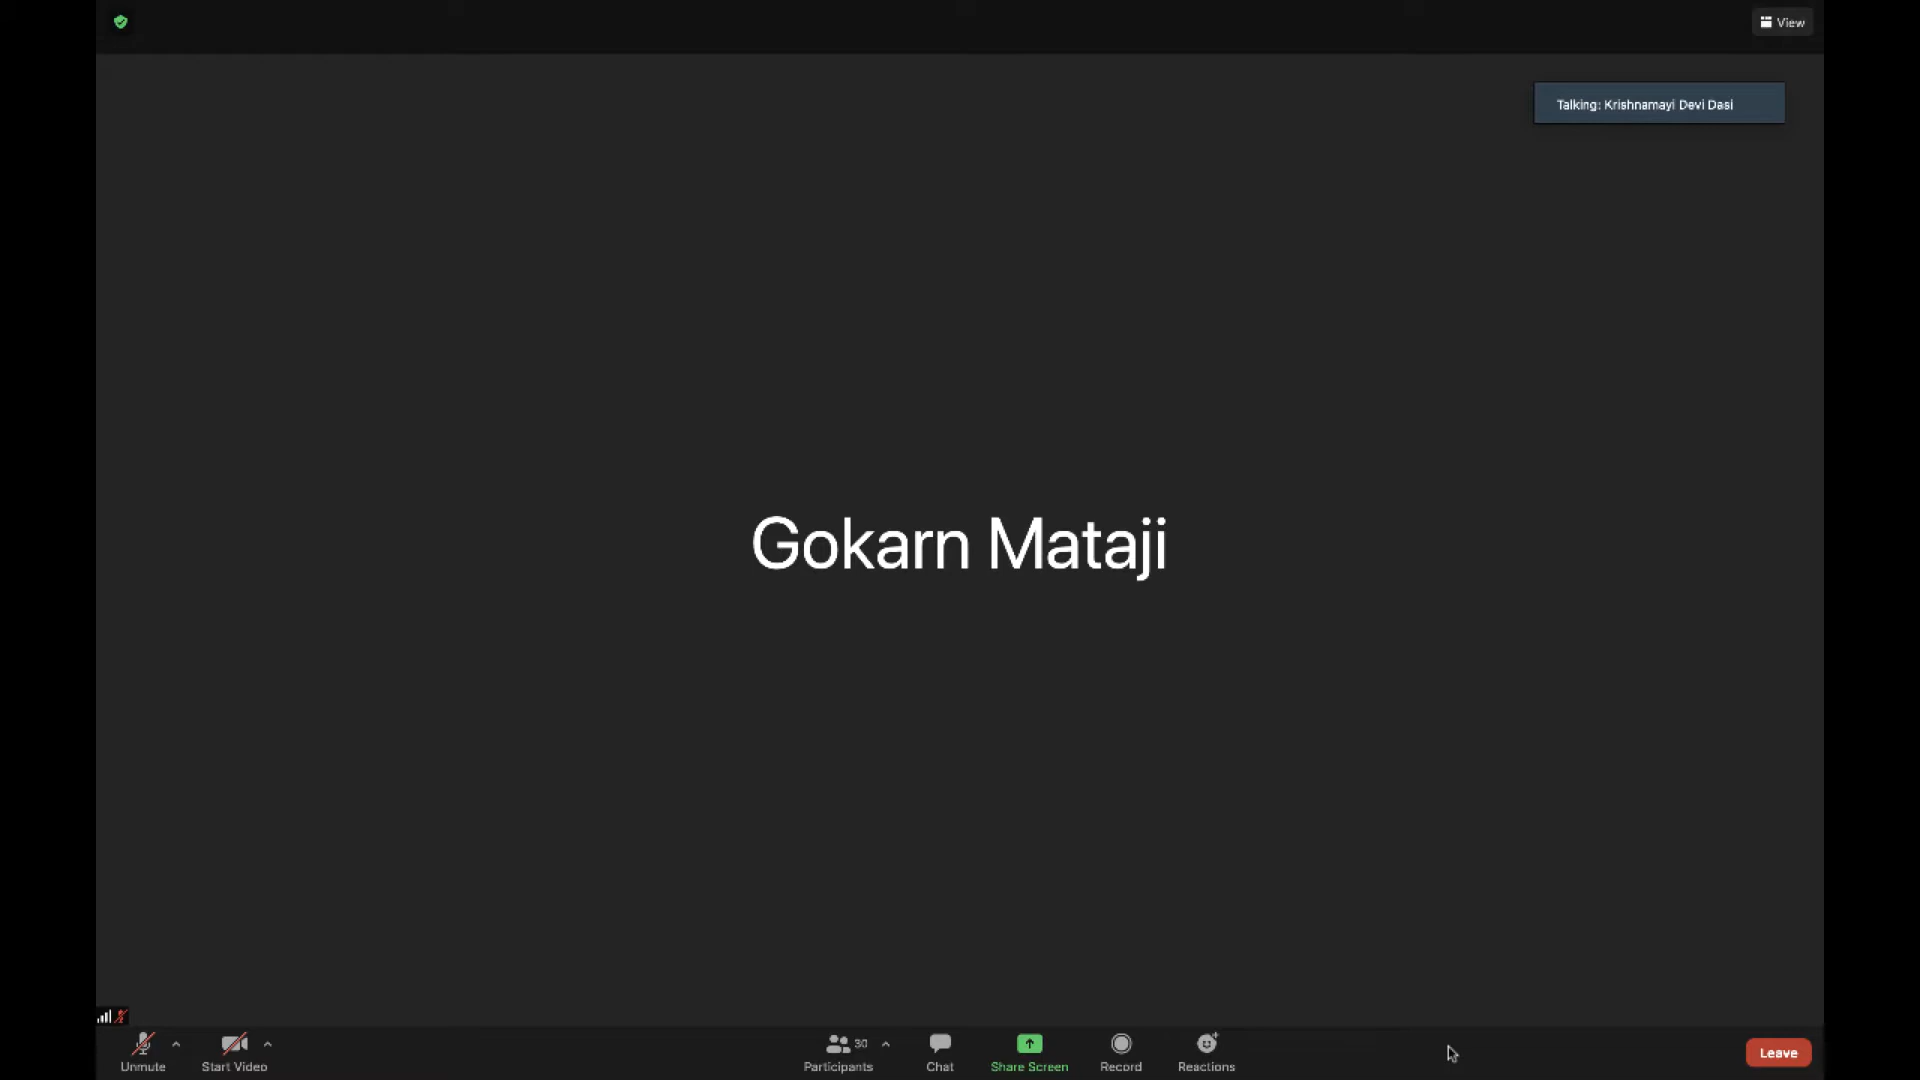 View
Talking: Krishnamayi Devi Dasi
Gokarn Mataji
Unmute
Start Video
30
Participants
Chat
Share Screen
Record
Reactions
Leave